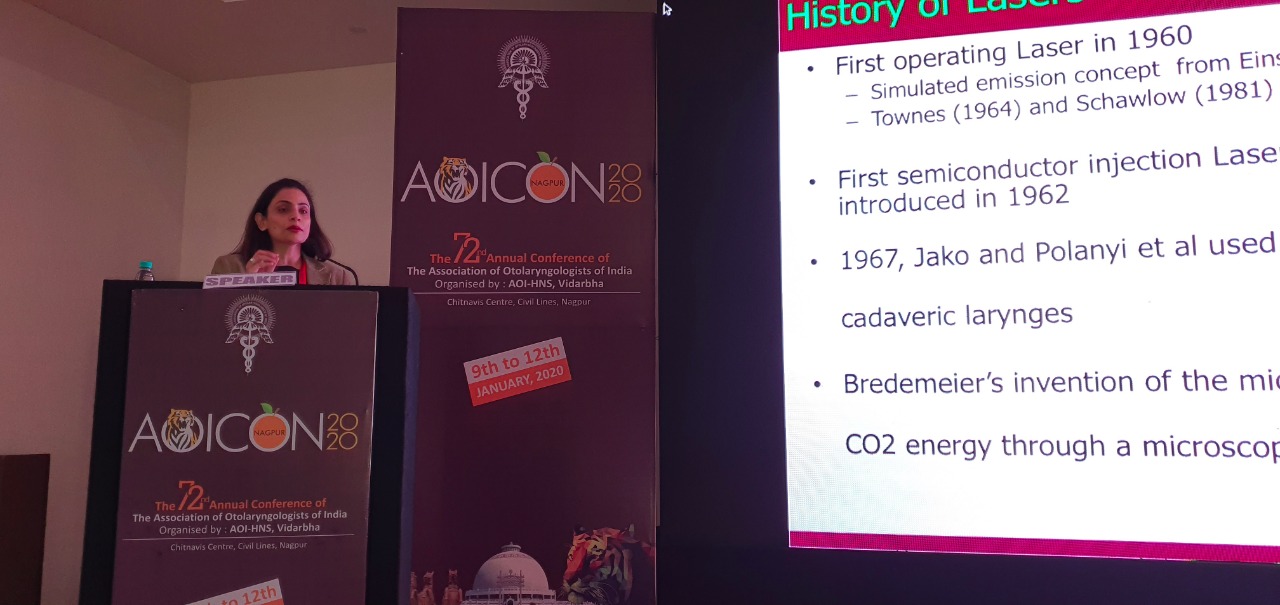 SPEAKER
AOICON 2020
NAGPUR
The 72nd Annual Conference of
The Association of Otolaryngologists of India
Organised by : AOI-HNS, Vidarbha
Chitnavis Centre, Civil Lines, Nagpur
to 12th
AOICON 2020
NAGPUR
The 72nd Annual Conference of
The Association of Otolaryngologists of India
Organised by : AOI-HNS, Vidarbha
Chitnavis Centre, Civil Lines, Nagpur
9th to 12th
JANUARY, 2020
History of Lasers
• First operating Laser in 1960
– Simulated emission concept from Eins
– Townes (1964) and Schawlow (1981)
• First semiconductor injection Lase
introduced in 1962
• 1967, Jako and Polanyi et al used
cadaveric larynges
• Bredemeier's invention of the mi
CO2 energy through a microscop